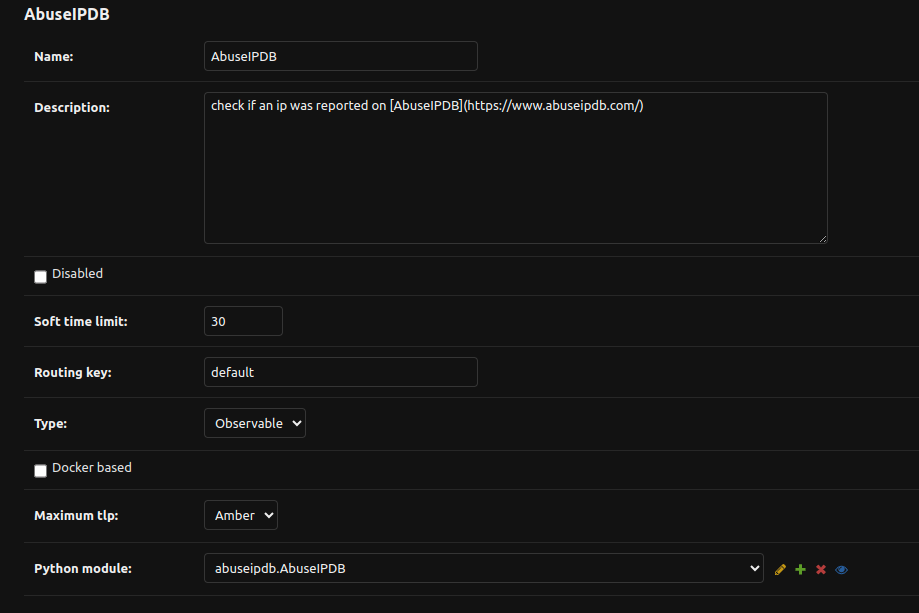 AbuseIPDB
Name: AbuseIPDB
Description: check if an ip was reported on [AbuseIPDB](https://www.abuseipdb.com/)
Disabled
Soft time limit: 30
Routing key: default
Type: Observable
Docker based
Maximum tlp: Amber
Python module: abuseipdb.AbuseIPDB